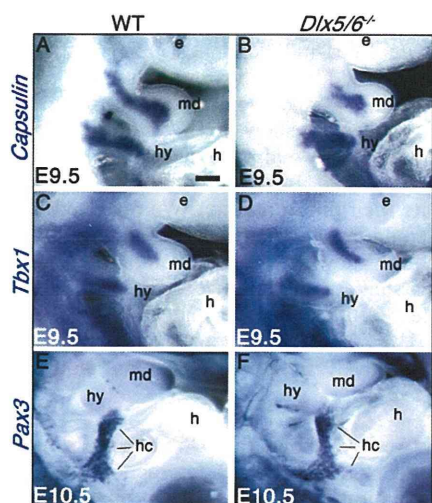 WT
Dlx5/6-/-
Capsulin
A
e
md
hy
h
E9.5
B
e
md
hy
h
E9.5
Tbx1
C
e
md
hy
h
E9.5
D
e
md
hy
h
E9.5
Pax3
E
md
hy
h
hc
E10.5
F
md
hy
h
hc
E10.5